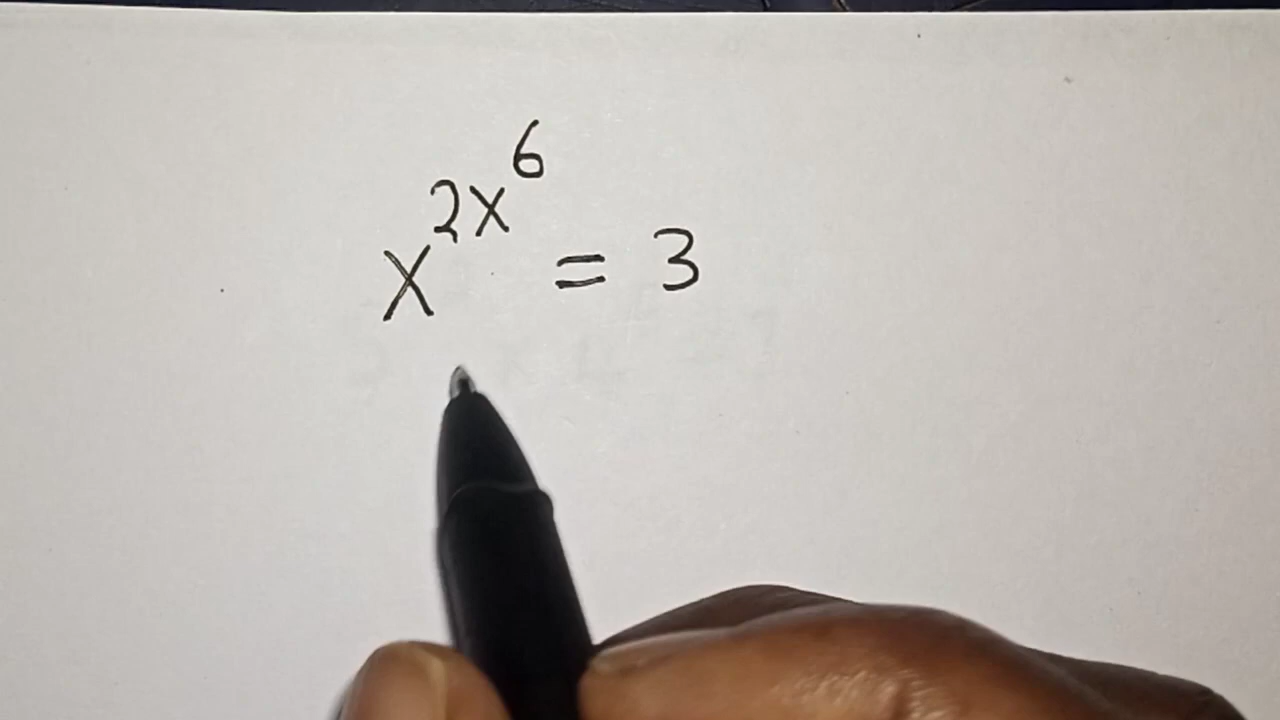 x^{2x^6} = 3